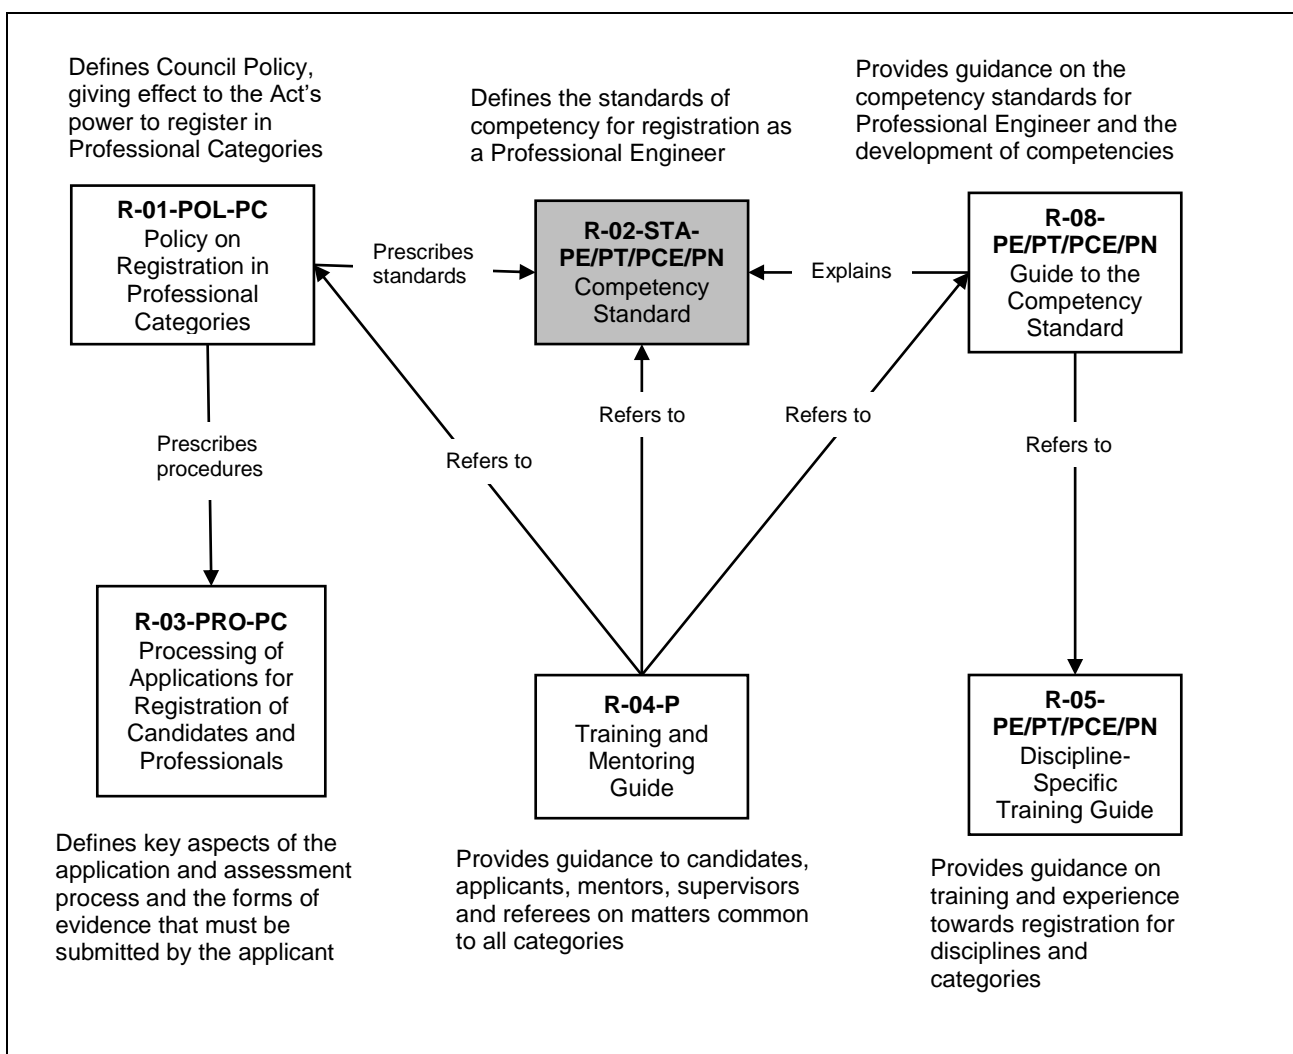 Defines Council Policy,
giving effect to the Act's
power to register in
Professional Categories
Defines the standards of
competency for registration as
a Professional Engineer
Provides guidance on the
competency standards for
Professional Engineer and the
development of competencies
R-01-POL-PC
Policy on
Registration in
Professional
Categories
Prescribes
standards
R-02-STA-
PE/PT/PCE/PN
Competency
Standard
Explains
R-08-
PE/PT/PCE/PN
Guide to the
Competency
Standard
Prescribes
procedures
Refers to
Refers to
Refers to
Refers to
R-03-PRO-PC
Processing of
Applications for
Registration of
Candidates and
Professionals
R-04-P
Training and
Mentoring
Guide
R-05-
PE/PT/PCE/PN
Discipline-
Specific
Training Guide
Defines key aspects of the
application and assessment
process and the forms of
evidence that must be
submitted by the applicant
Provides guidance to candidates,
applicants, mentors, supervisors
and referees on matters common
to all categories
Provides guidance on
training and experience
towards registration for
disciplines and
categories